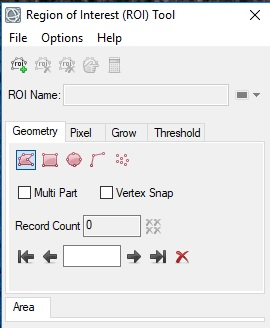 Region of Interest (ROI) Tool
File Options Help
ROI Name:
Geometry Pixel Grow Threshold
Multi Part Vertex Snap
Record Count 0
Area